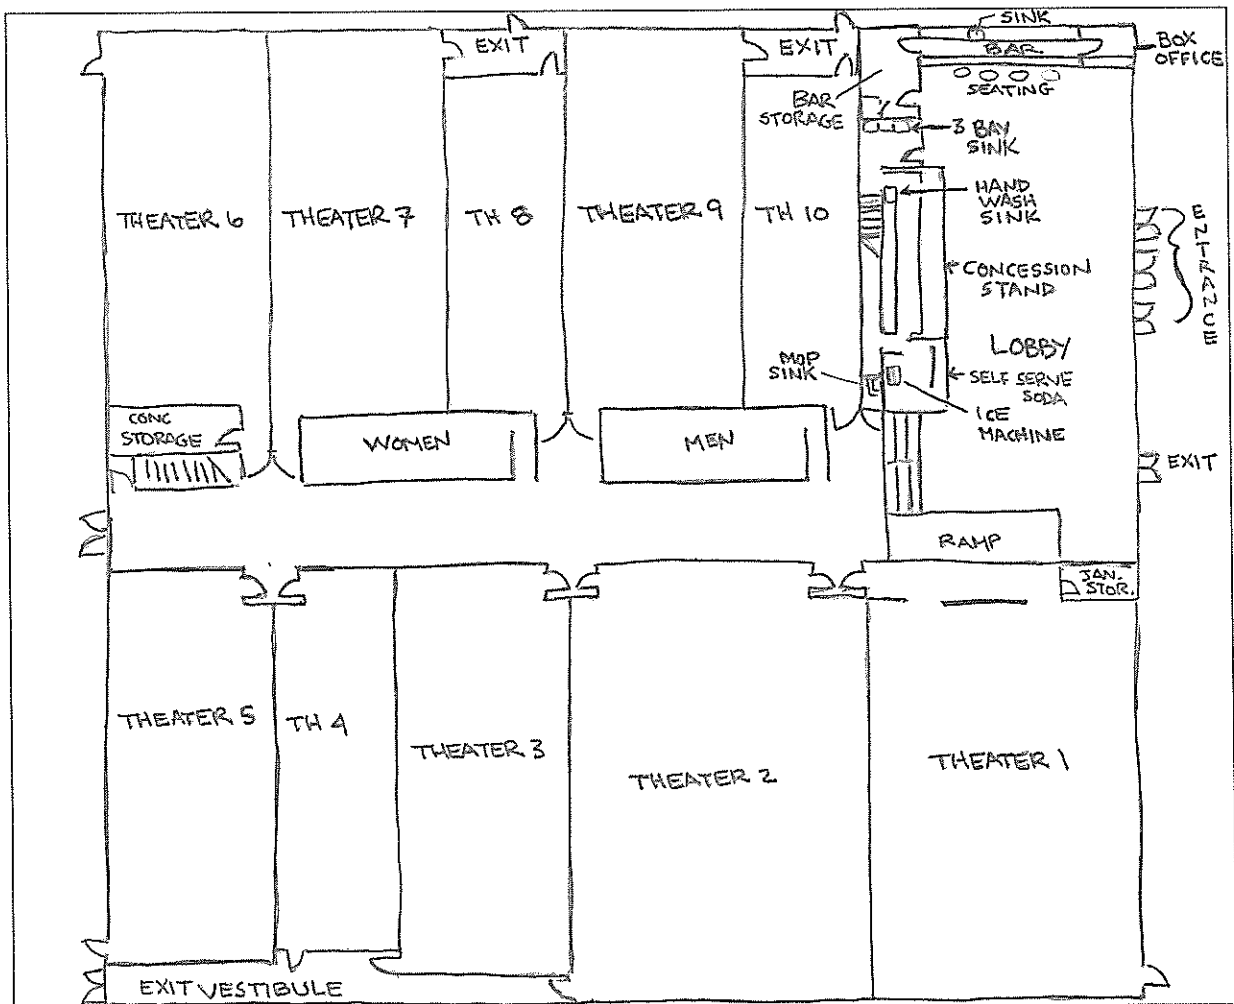 SINK
EXIT
EXIT
BAR
BOX
OFFICE
SEATING
BAR
STORAGE
3 BAY
SINK
HAND
WASH
SINK
THEATER 6
THEATER 7
TH 8
THEATER 9
TH 10
ENTRANCE
CONCESSION
STAND
LOBBY
MOP
SINK
SELF SERVE
SODA
ICE
MACHINE
CONC
STORAGE
WOMEN
MEN
EXIT
RAMP
JAN.
STOR.
THEATER 5
TH 4
THEATER 3
THEATER 2
THEATER 1
EXIT VESTIBULE